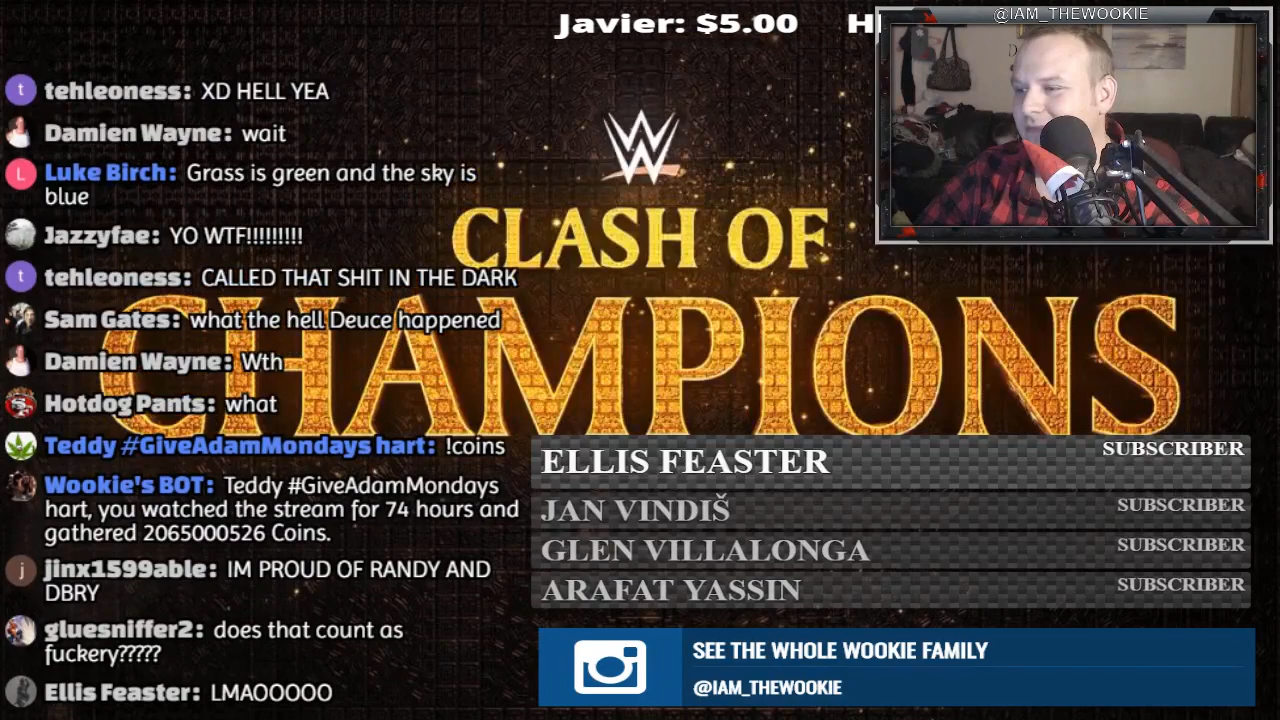 Javier: $5.00 H
@IAM_THEWOOKIE
tehleoness: XD HELL YEA
Damien Wayne: wait
Luke Birch: Grass is green and the sky is
blue
Jazzyfae: YO WTF!!!!!!!!!
tehleoness: CALLED THAT SHIT IN THE DARK
Sam Gates: what the hell Deuce happened
Damien Wayne: Wth
Hotdog Pants: what
Teddy #GiveAdamMondays hart: !coins
Wookie's BOT: Teddy #GiveAdamMondays
hart, you watched the stream for 74 hours and
gathered 2065000526 Coins.
jinx1599able: IM PROUD OF RANDY AND
DBRY
gluesniffer2: does that count as
fuckery?????
Ellis Feaster: LMAOOOOO
W
CLASH OF
CHAMPIONS
ELLIS FEASTER SUBSCRIBER
JAN VINDIŠ SUBSCRIBER
GLEN VILLALONGA SUBSCRIBER
ARAFAT YASSIN SUBSCRIBER
SEE THE WHOLE WOOKIE FAMILY
@IAM_THEWOOKIE